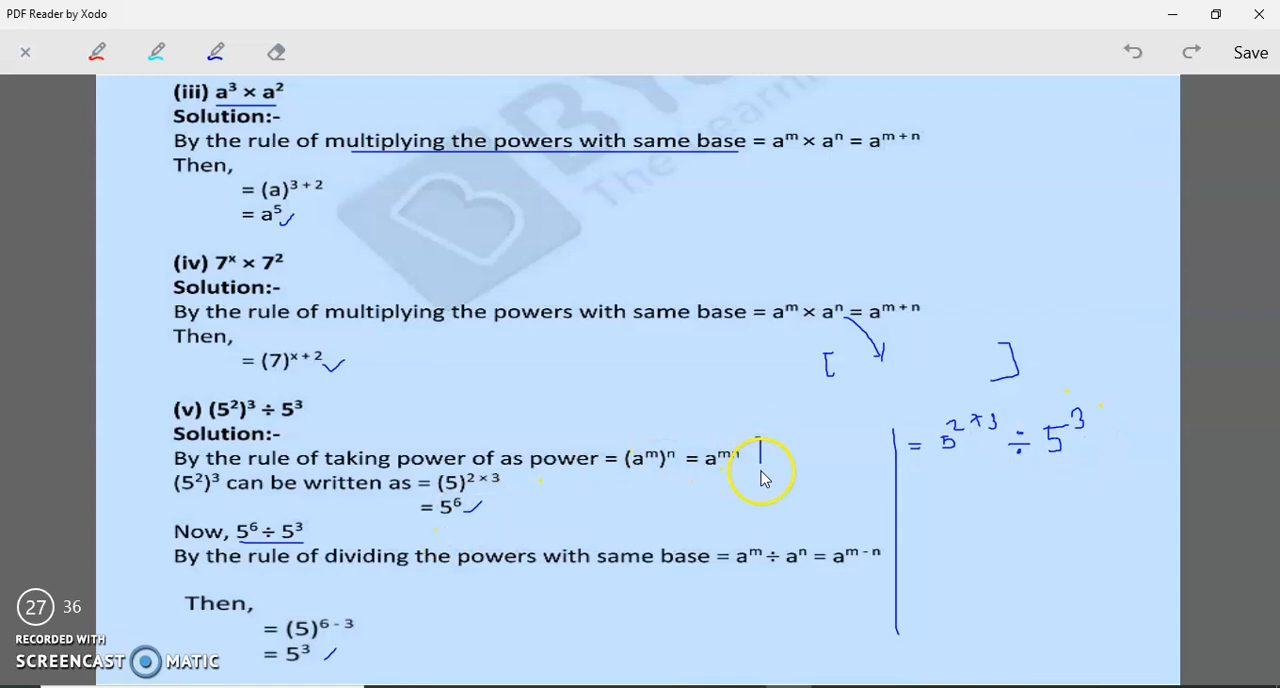 PDF Reader by Xodo
Save
(iii) a³ × a²
Solution:-
By the rule of multiplying the powers with same base = aᵐ × aⁿ = aᵐ ⁺ ⁿ
Then,
= (a)³ ⁺ ²
= a⁵
(iv) 7ˣ × 7²
Solution:-
By the rule of multiplying the powers with same base = aᵐ × aⁿ = aᵐ ⁺ ⁿ
Then,
= (7)ˣ ⁺ ²
[ ]
(v) (5²)³ ÷ 5³
Solution:-
= 5²ˣ³ ÷ 5³
By the rule of taking power of as power = (aᵐ)ⁿ = aᵐⁿ
(5²)³ can be written as = (5)² ˣ ³
= 5⁶
Now, 5⁶ ÷ 5³
By the rule of dividing the powers with same base = aᵐ ÷ aⁿ = aᵐ ⁻ ⁿ
Then,
= (5)⁶ ⁻ ³
= 5³
27 36
RECORDED WITH
SCREENCAST MATIC
The Learni